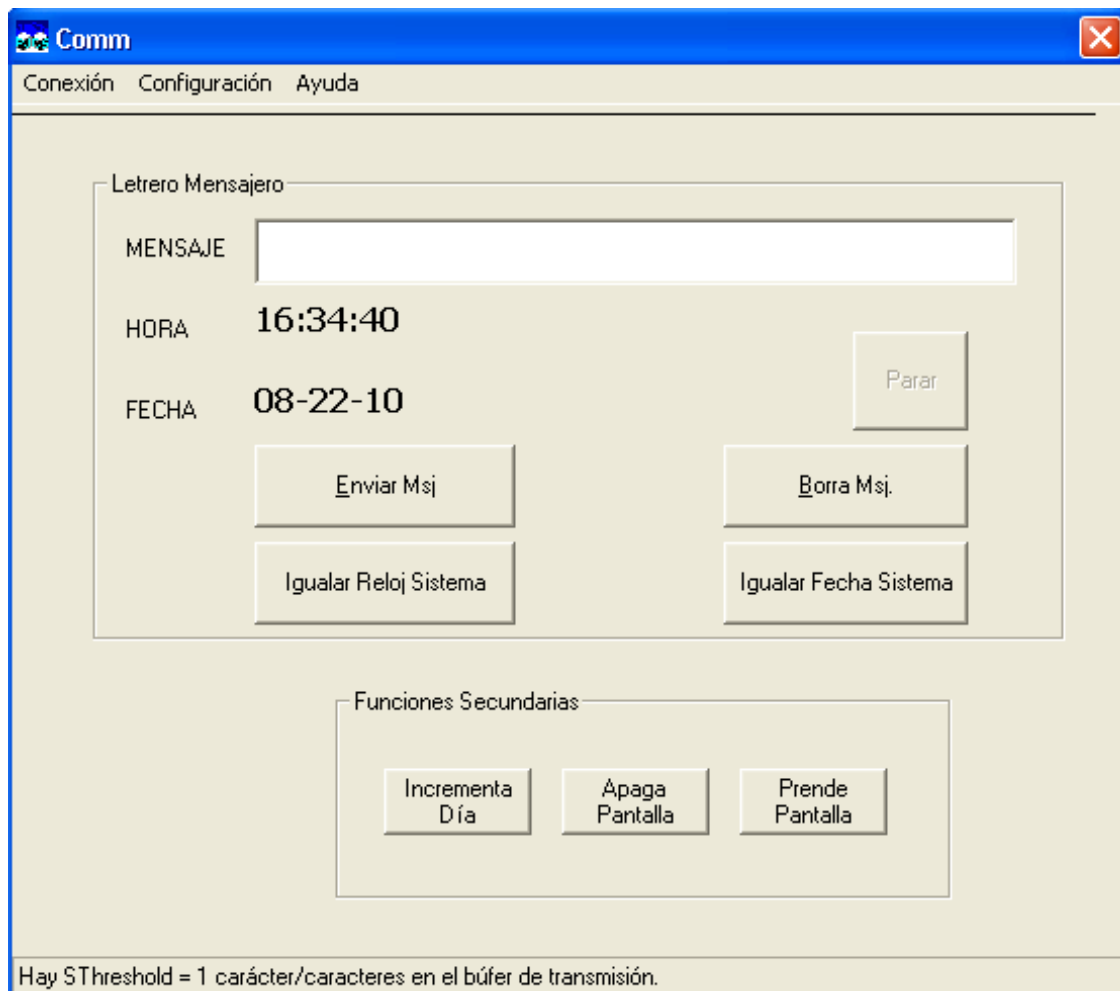 Comm
Conexión Configuración Ayuda
Letrero Mensajero
MENSAJE
HORA 16:34:40
Parar
FECHA 08-22-10
Enviar Msj Borra Msj.
Igualar Reloj Sistema Igualar Fecha Sistema
Funciones Secundarias
Incrementa Apaga Prende
Día Pantalla Pantalla
Hay SThreshold = 1 carácter/caracteres en el búfer de transmisión.